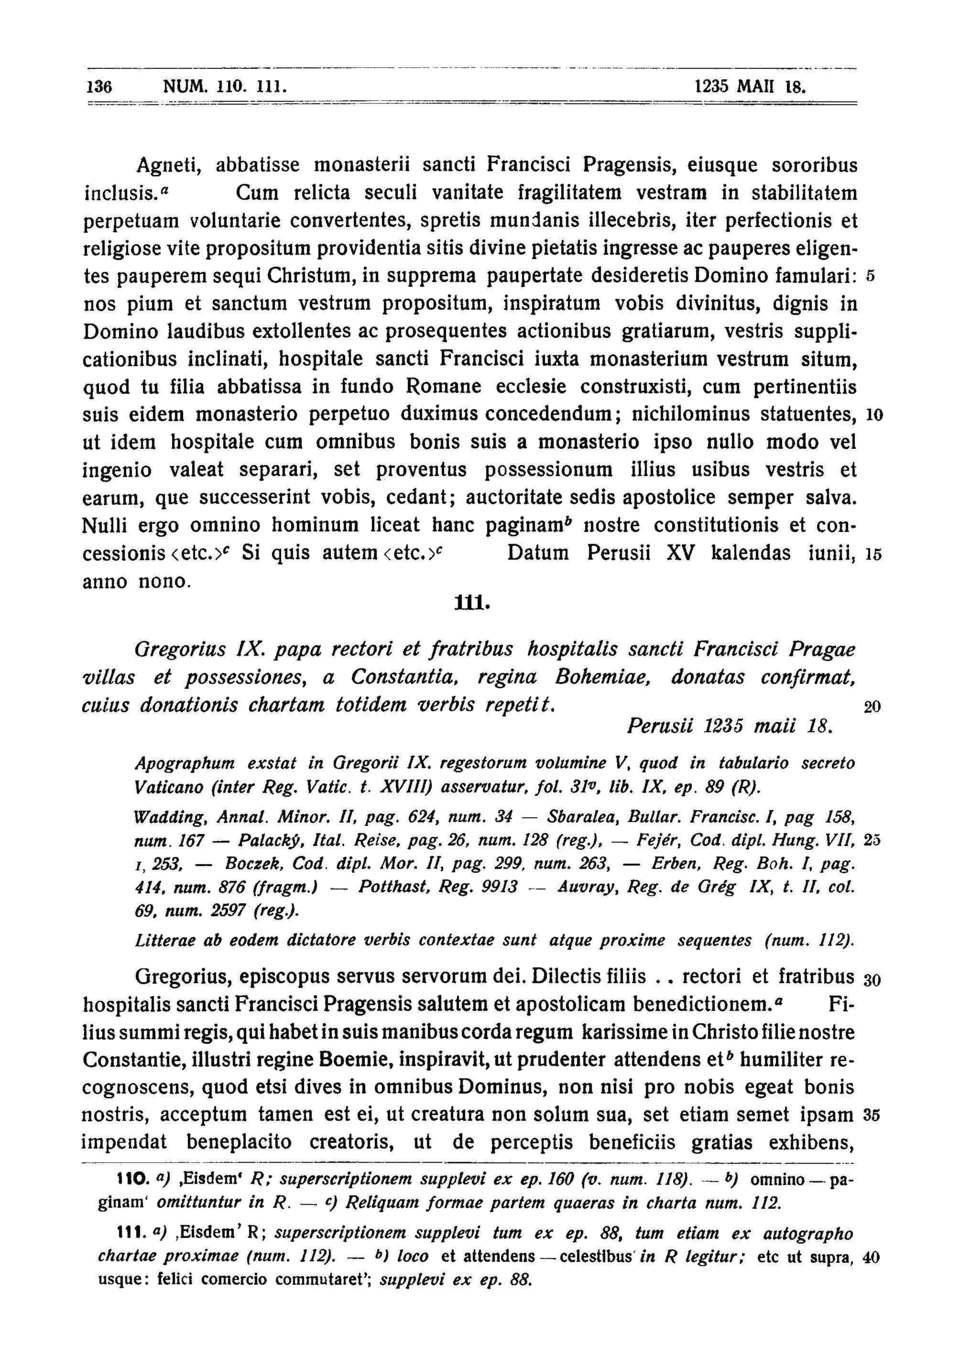 136 NUM. 110. 111. 1235 MAII 18.
Agneti, abbatisse monasterii sancti Francisci Pragensis, eiusque sororibus
inclusis.ᵃ Cum relicta seculi vanitate fragilitatem vestram in stabilitatem
perpetuam voluntarie convertentes, spretis mundanis illecebris, iter perfectionis et
religiose vite propositum providentia sitis divine pietatis ingresse ac pauperes eligen-
tes pauperem sequi Christum, in supprema paupertate desideretis Domino famulari: 5
nos pium et sanctum vestrum propositum, inspiratum vobis divinitus, dignis in
Domino laudibus extollentes ac prosequentes actionibus gratiarum, vestris suppli-
cationibus inclinati, hospitale sancti Francisci iuxta monasterium vestrum situm,
quod tu filia abbatissa in fundo Romane ecclesie construxisti, cum pertinentiis
suis eidem monasterio perpetuo duximus concedendum; nichilominus statuentes, 10
ut idem hospitale cum omnibus bonis suis a monasterio ipso nullo modo vel
ingenio valeat separari, set proventus possessionum illius usibus vestris et
earum, que successerint vobis, cedant; auctoritate sedis apostolice semper salva.
Nulli ergo omnino hominum liceat hanc paginamᵇ nostre constitutionis et con-
cessionis <etc.>ᶜ Si quis autem <etc.>ᶜ Datum Perusii XV kalendas iunii, 15
anno nono.
111.
Gregorius IX. papa rectori et fratribus hospitalis sancti Francisci Pragae
villas et possessiones, a Constantia, regina Bohemiae, donatas confirmat,
cuius donationis chartam totidem verbis repetit. 20
Perusii 1235 maii 18.
Apographum exstat in Gregorii IX. regestorum volumine V, quod in tabulario secreto
Vaticano (inter Reg. Vatic. t. XVIII) asservatur, fol. 31ᵛ, lib. IX, ep. 89 (R).
Wadding, Annal. Minor. II, pag. 624, num. 34 — Sbaralea, Bullar. Francisc. I, pag 158,
num. 167 — Palacký, Ital. Reise, pag. 26, num. 128 (reg.), — Fejér, Cod. dipl. Hung. VII, 25
I, 253, — Boczek, Cod. dipl. Mor. II, pag. 299, num. 263, — Erben, Reg. Boh. I, pag.
414, num. 876 (fragm.) — Potthast, Reg. 9913 — Auvray, Reg. de Grég IX, t. II, col.
69, num. 2597 (reg.).
Litterae ab eodem dictatore verbis contextae sunt atque proxime sequentes (num. 112).
Gregorius, episcopus servus servorum dei. Dilectis filiis . . rectori et fratribus 30
hospitalis sancti Francisci Pragensis salutem et apostolicam benedictionem.ᵃ Fi-
lius summi regis, qui habet in suis manibus corda regum karissime in Christo filie nostre
Constantie, illustri regine Boemie, inspiravit, ut prudenter attendens etᵇ humiliter re-
cognoscens, quod etsi dives in omnibus Dominus, non nisi pro nobis egeat bonis
nostris, acceptum tamen est ei, ut creatura non solum sua, set etiam semet ipsam 35
impendat beneplacito creatoris, ut de perceptis beneficiis gratias exhibens,
110. ᵃ) ‚Eisdem‘ R; superscriptionem supplevi ex ep. 160 (v. num. 118). — ᵇ) omnino — pa-
ginam‘ omittuntur in R. — ᶜ) Reliquam formae partem quaeras in charta num. 112.
111. ᵃ) ‚Eisdem’ R; superscriptionem supplevi tum ex ep. 88, tum etiam ex autographo
chartae proximae (num. 112). — ᵇ) loco et attendens — celestibus‘ in R legitur; etc ut supra, 40
usque: felici comercio commutaret’; supplevi ex ep. 88.